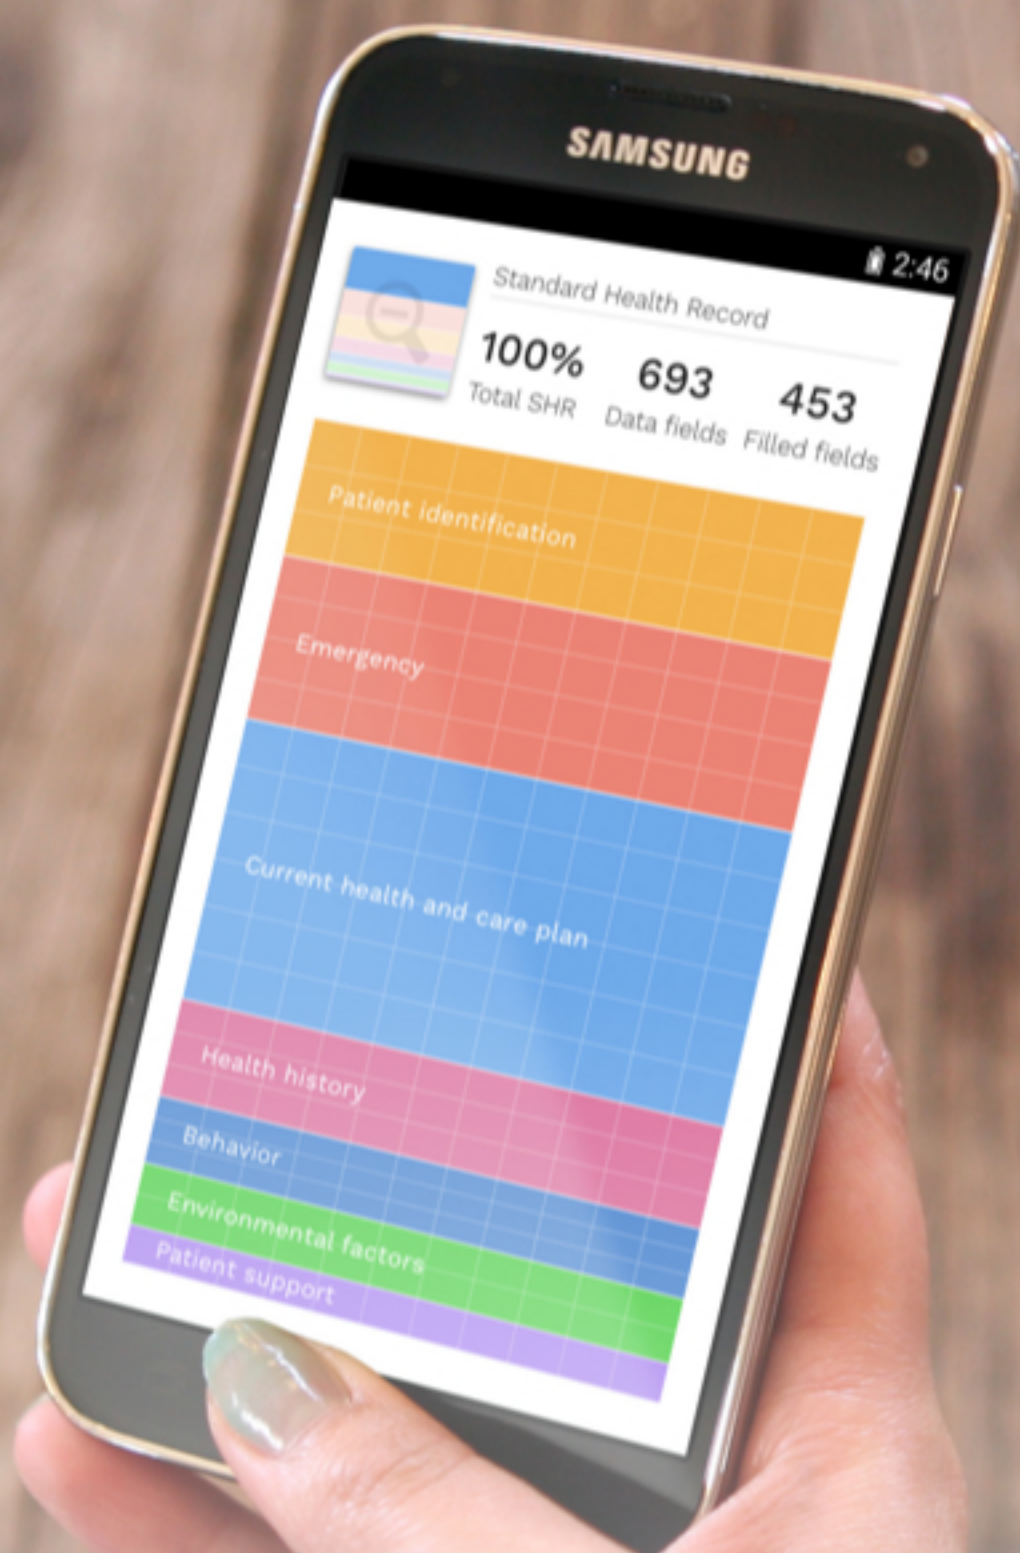 SAMSUNG
2:46
Standard Health Record
100% 693 453
Total SHR Data fields Filled fields
Patient identification
Emergency
Current health and care plan
Health history
Behavior
Environmental factors
Patient support